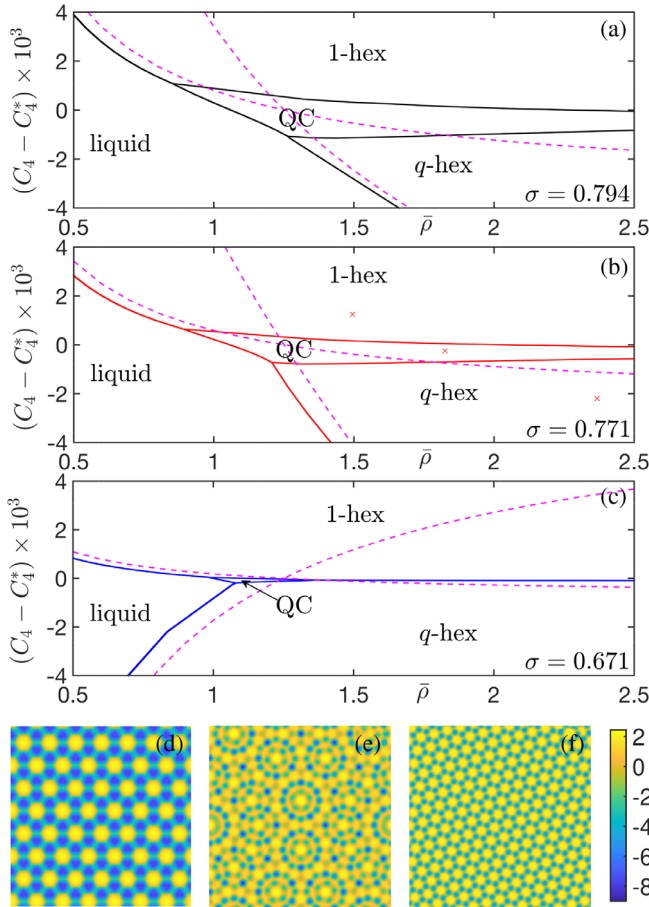 (a)
4
2
0
-2
-4
(C₄ − C₄*) × 10³
1-hex
QC
liquid
q-hex
σ = 0.794
0.5 1 1.5 2 2.5
ρ̄
(b)
4
2
0
-2
-4
(C₄ − C₄*) × 10³
1-hex
QC
liquid
q-hex
σ = 0.771
0.5 1 1.5 2 2.5
ρ̄
(c)
4
2
0
-2
-4
(C₄ − C₄*) × 10³
1-hex
liquid
QC
q-hex
σ = 0.671
0.5 1 1.5 2 2.5
ρ̄
(d) (e) (f)
2
0
-2
-4
-6
-8